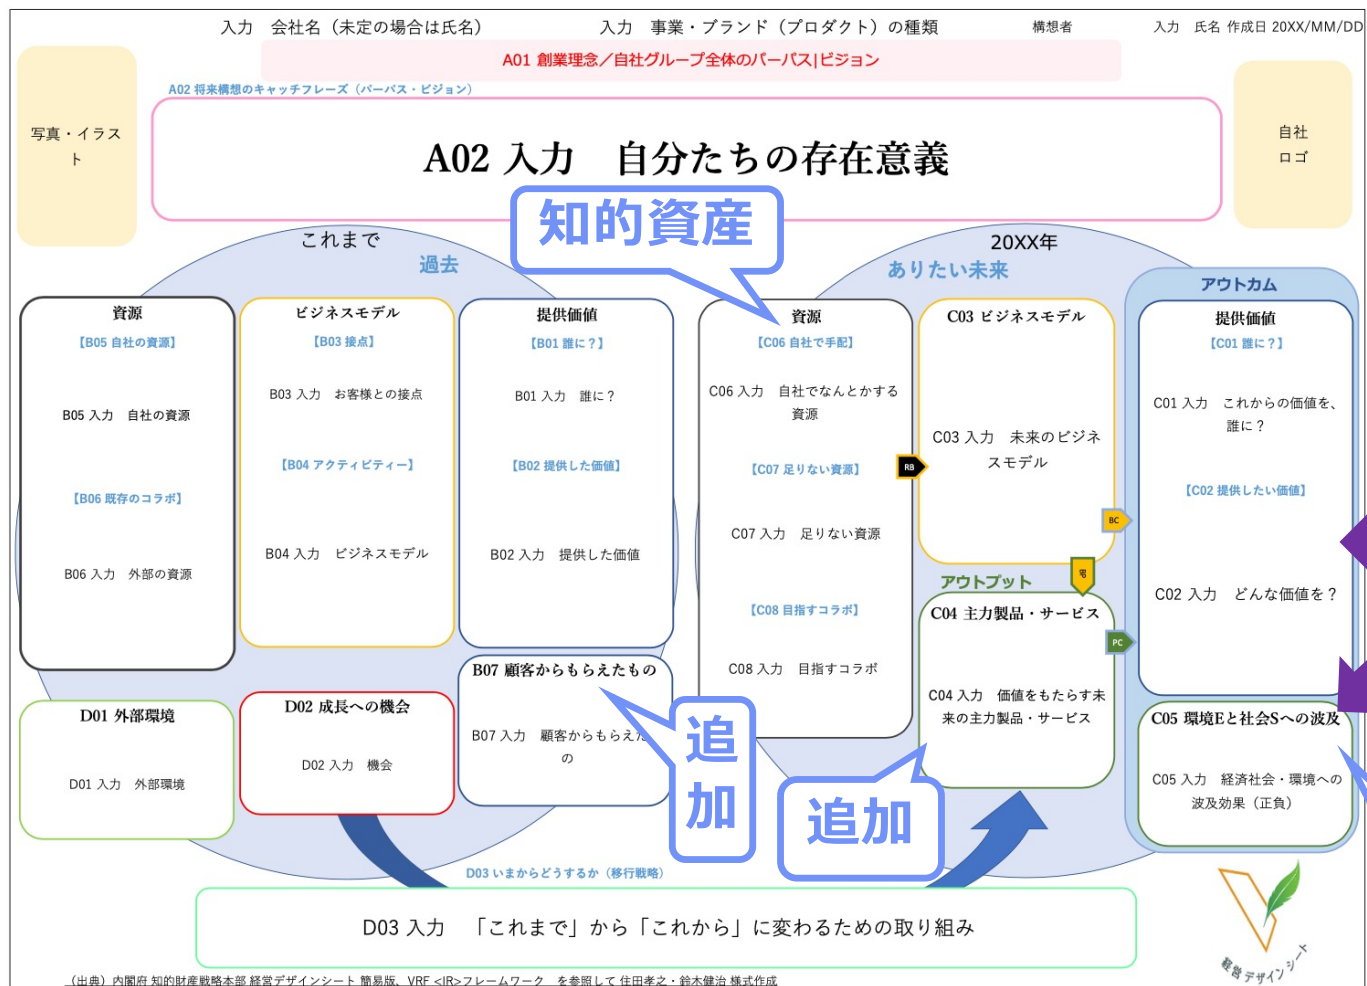 入力　会社名（未定の場合は氏名）
入力　事業・ブランド（プロダクト）の種類
構想者
入力　氏名 作成日 20XX/MM/DD
A01 創業理念／自社グループ全体のパーパス|ビジョン
A02 将来構想のキャッチフレーズ（パーパス・ビジョン）
写真・イラス
ト
A02 入力　自分たちの存在意義
自社
ロゴ
知的資産
これまで
過去
20XX年
ありたい未来
資源
【B05 自社の資源】
B05 入力　自社の資源
【B06 既存のコラボ】
B06 入力　外部の資源
ビジネスモデル
【B03 接点】
B03 入力　お客様との接点
【B04 アクティビティー】
B04 入力　ビジネスモデル
提供価値
【B01 誰に？】
B01 入力　誰に？
【B02 提供した価値】
B02 入力　提供した価値
資源
【C06 自社で手配】
C06 入力　自社でなんとかする
資源
【C07 足りない資源】
C07 入力　足りない資源
【C08 目指すコラボ】
C08 入力　目指すコラボ
RB
C03 ビジネスモデル
C03 入力　未来のビジネ
スモデル
BC
アウトプット
C04 主力製品・サービス
PC
C04 入力　価値をもたらす未
来の主力製品・サービス
アウトカム
提供価値
【C01 誰に？】
C01 入力　これからの価値を、
誰に？
【C02 提供したい価値】
C02 入力　どんな価値を？
C05 環境Eと社会Sへの波及
C05 入力　経済社会・環境への
波及効果（正負）
D01 外部環境
D01 入力　外部環境
D02 成長への機会
D02 入力　機会
B07 顧客からもらえたもの
B07 入力　顧客からもらえた
の
追
加
追加
D03 いまからどうするか（移行戦略）
D03 入力　「これまで」から「これから」に変わるための取り組み
経営デザインシート
（出典）内閣府 知的財産戦略本部 経営デザインシート 簡易版、VRF <IR>フレームワーク　を参照して 住田孝之・鈴木健治 様式作成